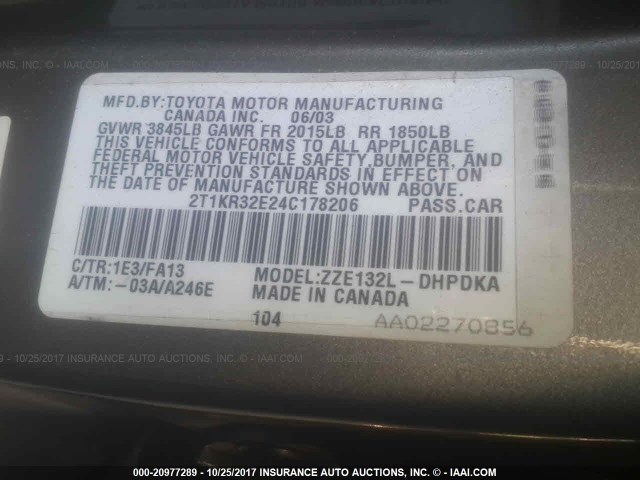 MFD.BY:TOYOTA MOTOR MANUFACTURING
CANADA INC. 06/03
GVWR 3845LB GAWR FR 2015LB RR 1850LB
THIS VEHICLE CONFORMS TO ALL APPLICABLE
FEDERAL MOTOR VEHICLE SAFETY,BUMPER, AND
THEFT PREVENTION STANDARDS IN EFFECT ON
THE DATE OF MANUFACTURE SHOWN ABOVE.
2T1KR32E24C178206 PASS.CAR
C/TR:1E3/FA13 MODEL:ZZE132L-DHPDKA
A/TM:-03A/A246E MADE IN CANADA
104 AA02270856
000-20977289 - 10/25/2017 INSURANCE AUTO AUCTIONS CORP. © - IAAI.COM